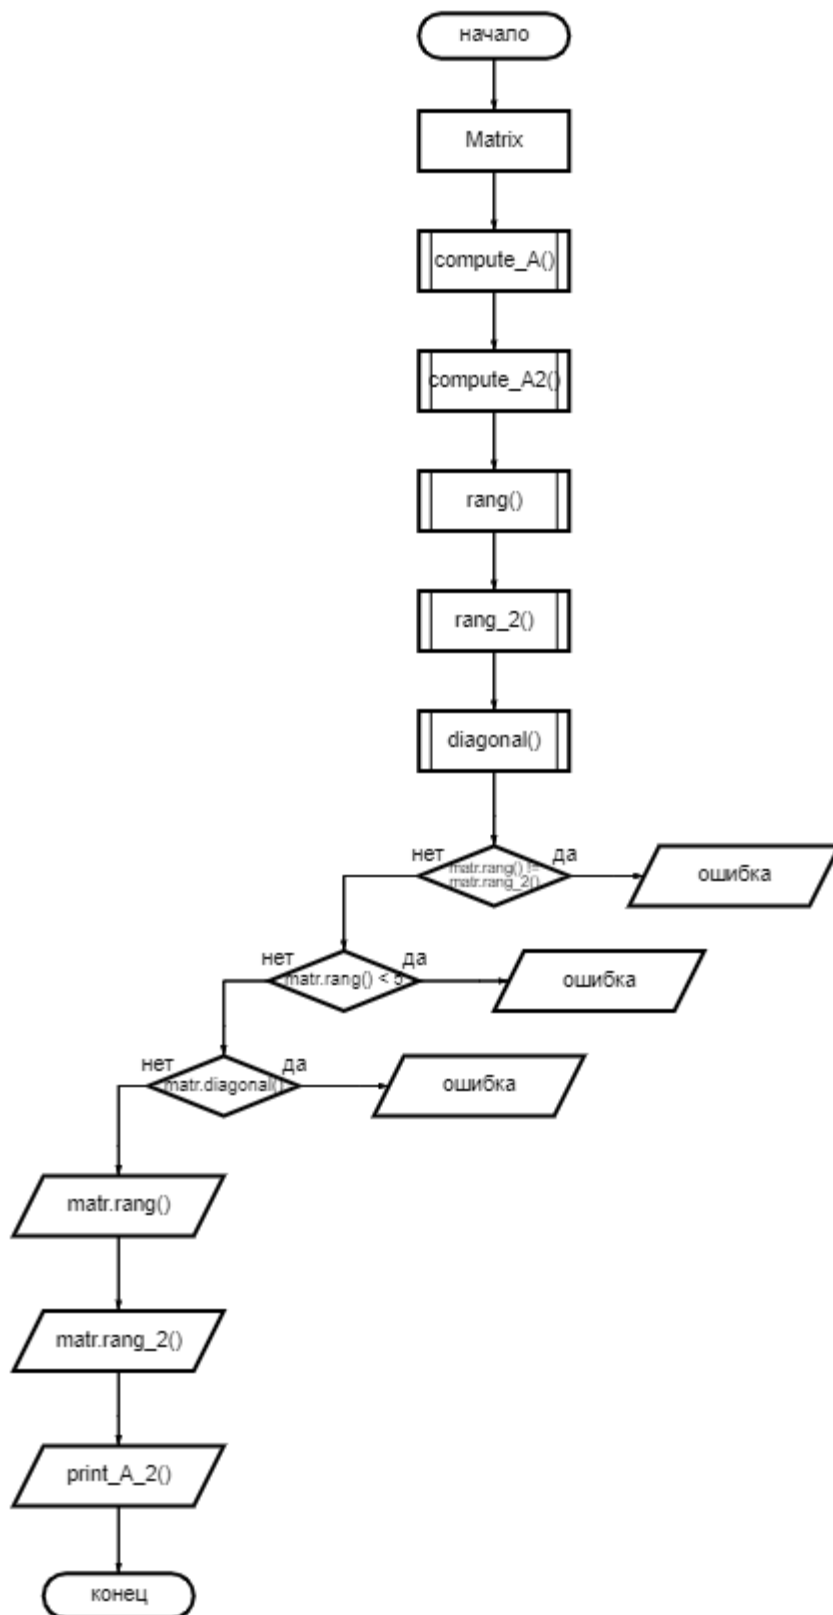 начало
Matrix
compute_A()
compute_A2()
rang()
rang_2()
diagonal()
нет
да
matr.rang() !=
matr.rang_2()
ошибка
нет
да
matr.rang() < 5
ошибка
нет
да
matr.diagonal()
ошибка
matr.rang()
matr.rang_2()
print_A_2()
конец